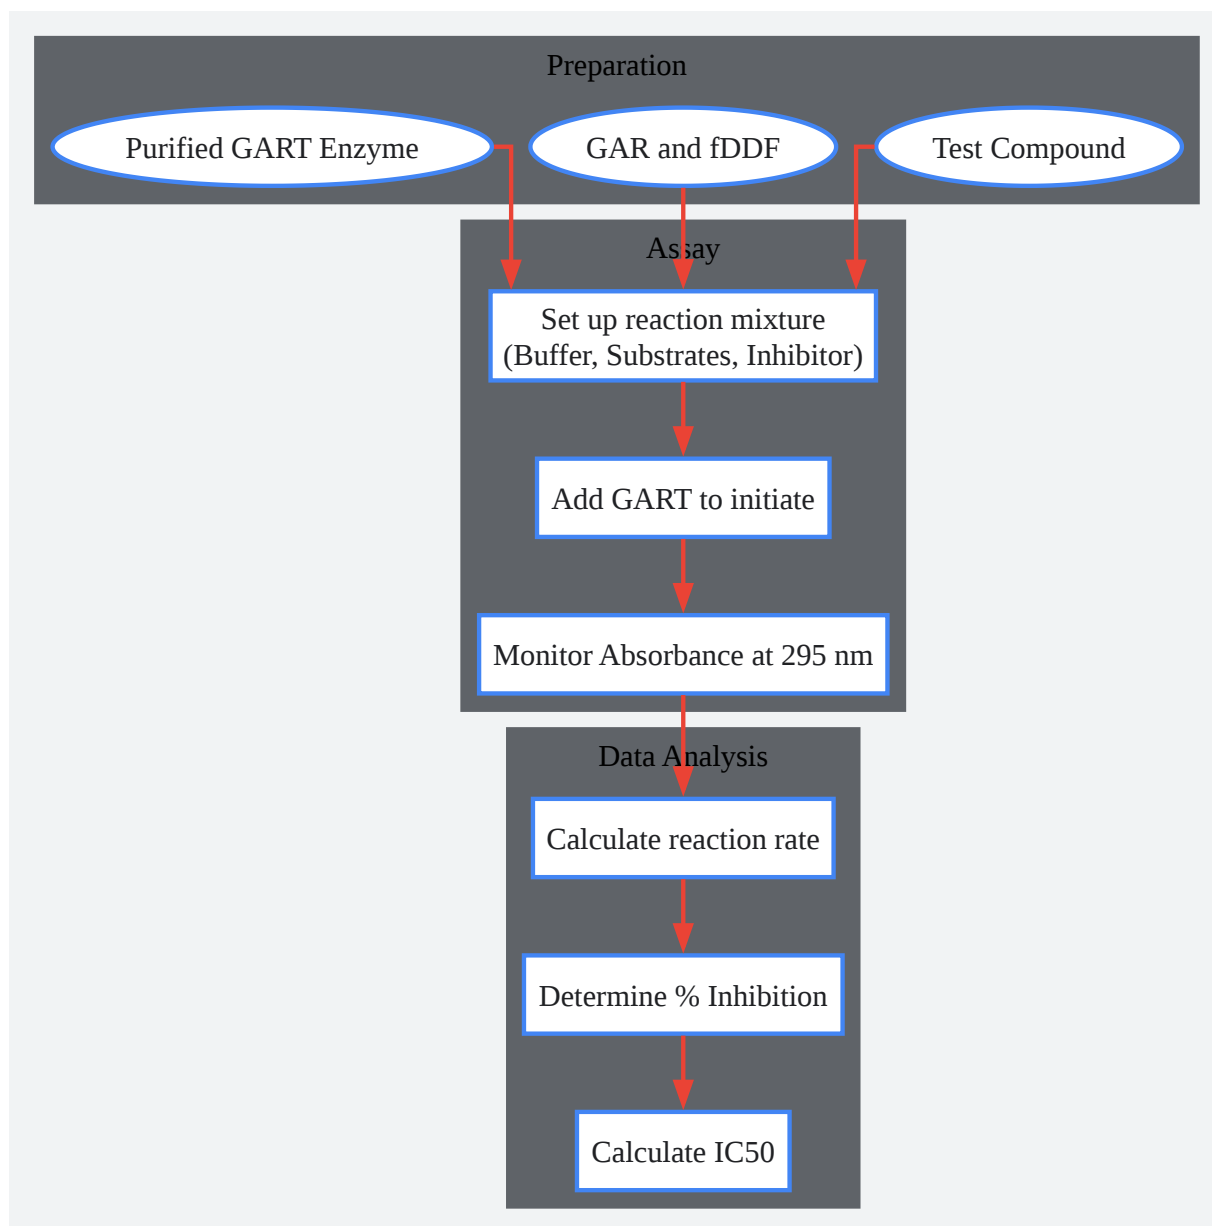 Preparation
Purified GART Enzyme
GAR and fDDF
Test Compound
Assay
Set up reaction mixture
(Buffer, Substrates, Inhibitor)
Add GART to initiate
Monitor Absorbance at 295 nm
Data Analysis
Calculate reaction rate
Determine % Inhibition
Calculate IC50